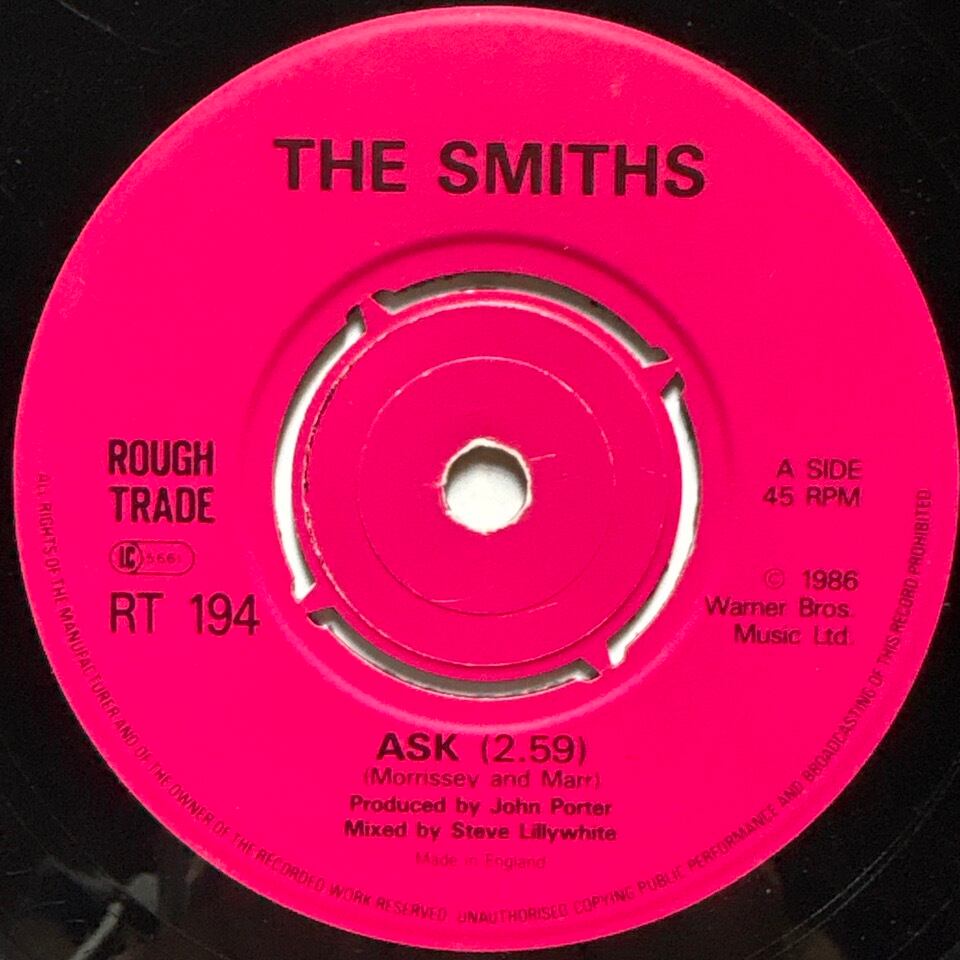 THE SMITHS
ROUGH
TRADE
LC
RT 194
A SIDE
45 RPM
© 1986
Warner Bros.
Music Ltd.
ASK (2.59)
(Morrissey and Marr)
Produced by John Porter
Mixed by Steve Lillywhite
Made in England
ALL RIGHTS OF THE MANUFACTURER AND OF THE OWNER OF THE RECORDED WORK RESERVED. UNAUTHORISED COPYING PUBLIC PERFORMANCE AND BROADCASTING OF THIS RECORD PROHIBITED